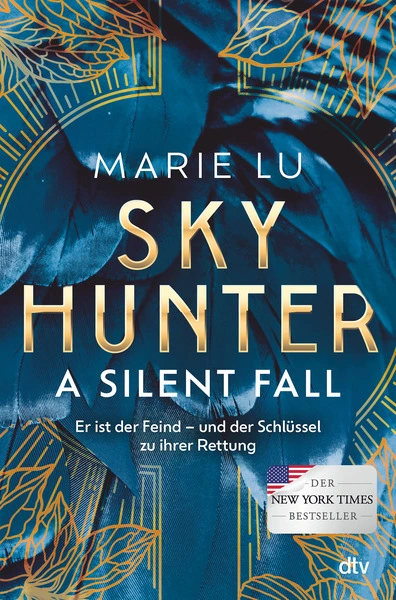 MARIE LU
SKY
HUNTER
A SILENT FALL
Er ist der Feind – und der Schlüssel
zu ihrer Rettung
DER
NEW YORK TIMES
BESTSELLER
dtv